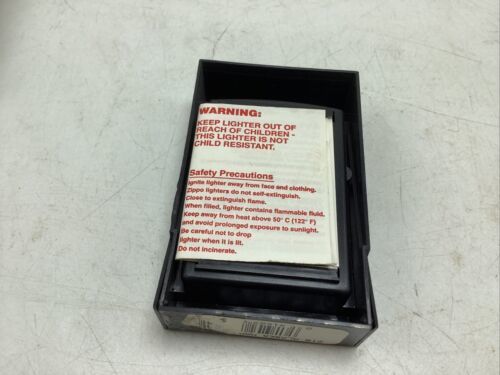 WARNING:
KEEP LIGHTER OUT OF
REACH OF CHILDREN -
THIS LIGHTER IS NOT
CHILD RESISTANT.
Safety Precautions
Ignite lighter away from face and clothing.
Zippo lighters do not self-extinguish.
Close to extinguish flame.
When filled, lighter contains flammable fluid.
Keep away from heat above 50° C (122° F)
and avoid prolonged exposure to sunlight.
Be careful not to drop
lighter when it is lit.
Do not incinerate.